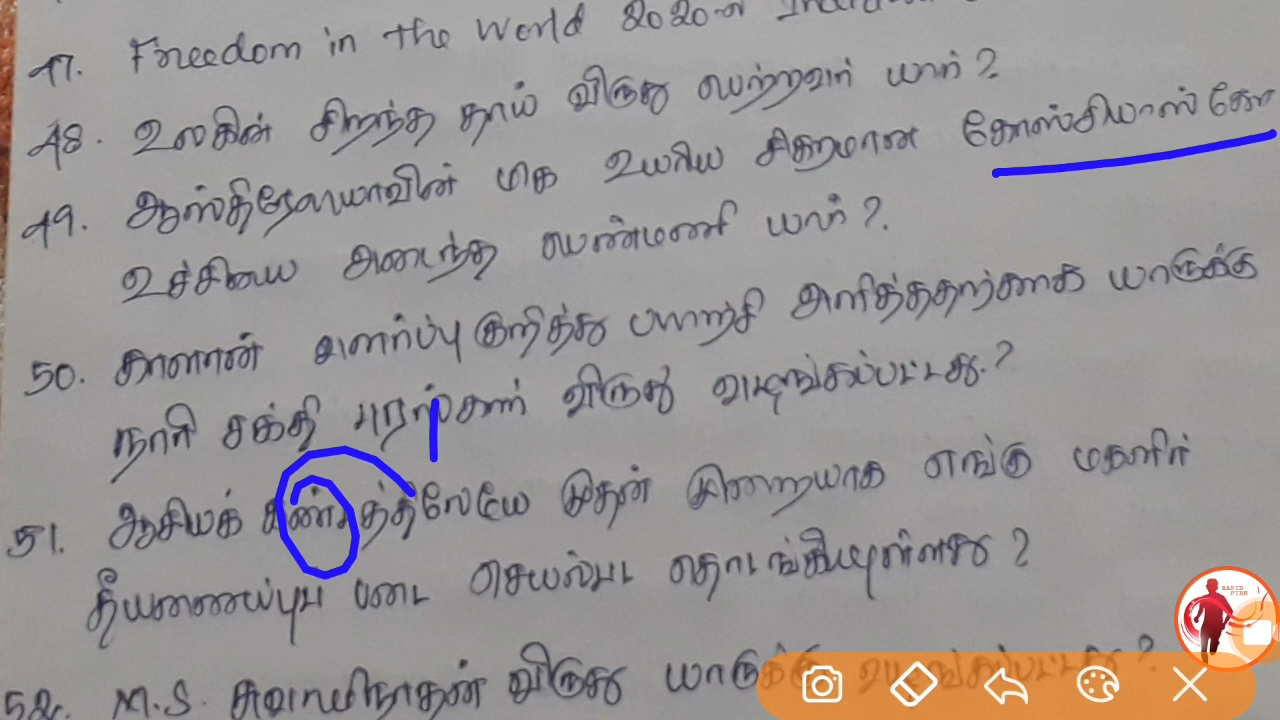 47. Freedom in the World 2020-ன்
48. உலகின் சிறந்த தாய் விருது பெற்றவர் யார்?
49. ஆஸ்திரேலியாவின் மிக உயரிய சிகரமான கோஸ்சியாஸ்கோ
உச்சியை அடைந்த பெண்மணி யார்?
50. காளான் வளர்ப்பு குறித்து பயிற்சி அளித்ததற்காக யாருக்கு
நாரி சக்தி புரஸ்கார் விருது வழங்கப்பட்டது.?
51. ஆசியக் கண்டத்திலேயே முதன் முறையாக எங்கு மகளிர்
தீயணைப்பு படை செயல்பட தொடங்கியுள்ளது?
52. M.S. சுவாமிநாதன் விருது யாருக்கு வழங்கப்பட்டது?
RAPID